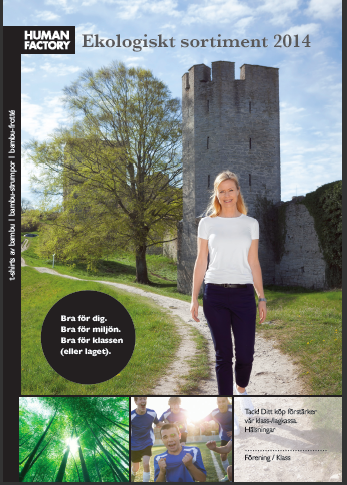 HUMAN
FACTORY
Ekologiskt sortiment 2014
t-shirts av bambu I bambu-strumpor I bambu-frotté
Bra för dig.
Bra för miljön.
Bra för klassen
(eller laget).
Tack! Ditt köp förstärker
vår klass-/lagkassa.
Hälsningar
Förening / Klass